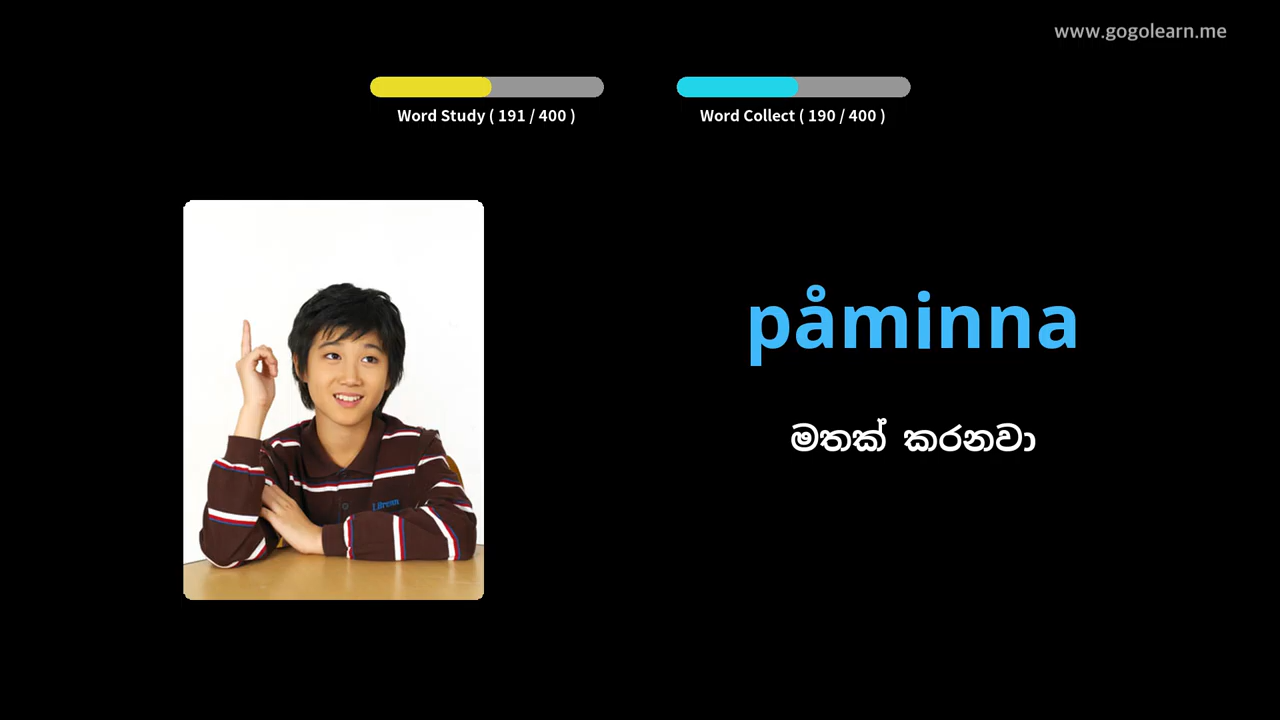 www.gogolearn.me
Word Study ( 191 / 400 )
Word Collect ( 190 / 400 )
påminna
මතක් කරනවා